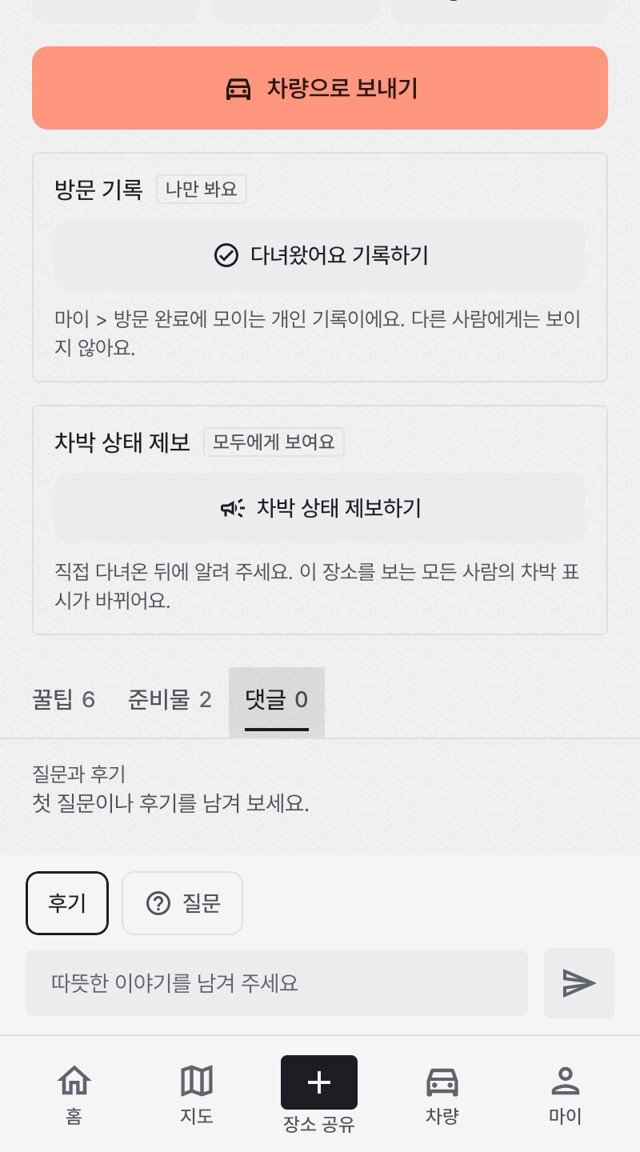 차량으로 보내기
방문 기록 나만 봐요
다녀왔어요 기록하기
마이 > 방문 완료에 모이는 개인 기록이에요. 다른 사람에게는 보이
지 않아요.
차박 상태 제보 모두에게 보여요
차박 상태 제보하기
직접 다녀온 뒤에 알려 주세요. 이 장소를 보는 모든 사람의 차박 표
시가 바뀌어요.
꿀팁 6 준비물 2 댓글 0
질문과 후기
첫 질문이나 후기를 남겨 보세요.
후기 질문
따뜻한 이야기를 남겨 주세요
홈 지도 장소 공유 차량 마이